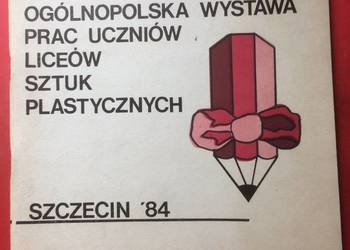 OGÓLNOPOLSKA WYSTAWA
PRAC UCZNIÓW
LICEÓW
SZTUK
PLASTYCZNYCH
SZCZECIN '84